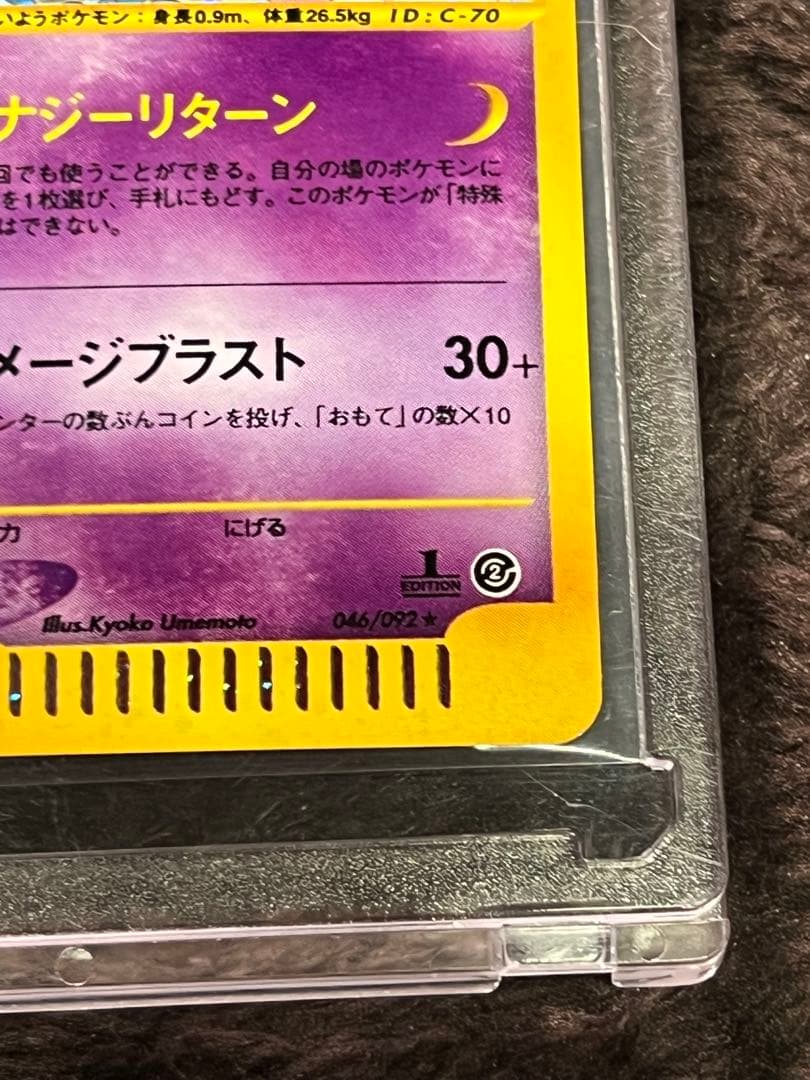 いようポケモン：身長0.9m、体重26.5kg ID:C-70
ナジーリターン
回でも使うことができる。自分の場のポケモンに
を1枚選び、手札にもどす。このポケモンが「特殊
はできない。
メージブラスト 30+
ンターの数ぶんコインを投げ、「おもて」の数×10
力 にげる
1
EDITION 2
Illus.Kyoko Umemoto 046/092★